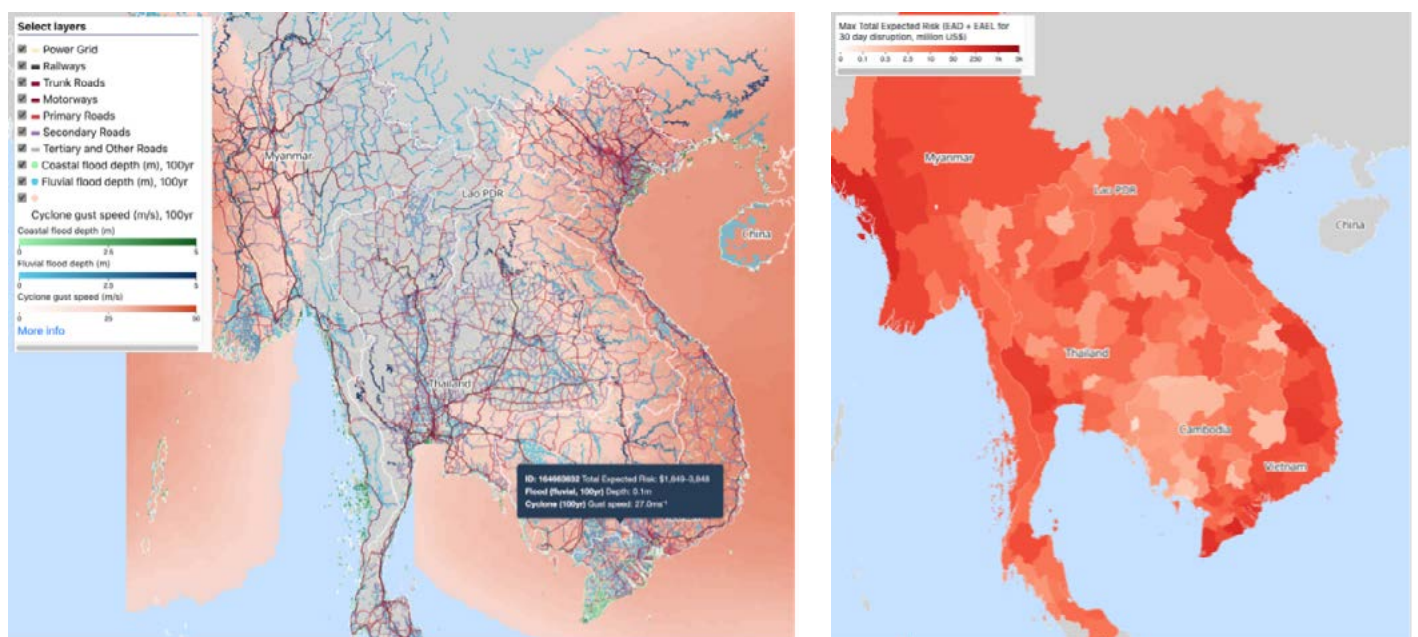 Select layers
Power Grid
Railways
Trunk Roads
Motorways
Primary Roads
Secondary Roads
Tertiary and Other Roads
Coastal flood depth (m), 100yr
Fluvial flood depth (m), 100yr
Cyclone gust speed (m/s), 100yr
Coastal flood depth (m)
0 2.5 5
Fluvial flood depth (m)
0 2.5 5
Cyclone gust speed (m/s)
0 25 50
More info
Myanmar
Lao PDR
China
Thailand
ID: 164663632 Total Expected Risk: $1,849–3,848
Flood (fluvial, 100yr) Depth: 0.1m
Cyclone (100yr) Gust speed: 27.0ms⁻¹
Max Total Expected Risk (EAD + EAEL for
30 day disruption, million US$)
0 0.1 0.5 2.5 10 50 250 1k 3k
Myanmar
Lao PDR
China
Thailand
Cambodia
Vietnam